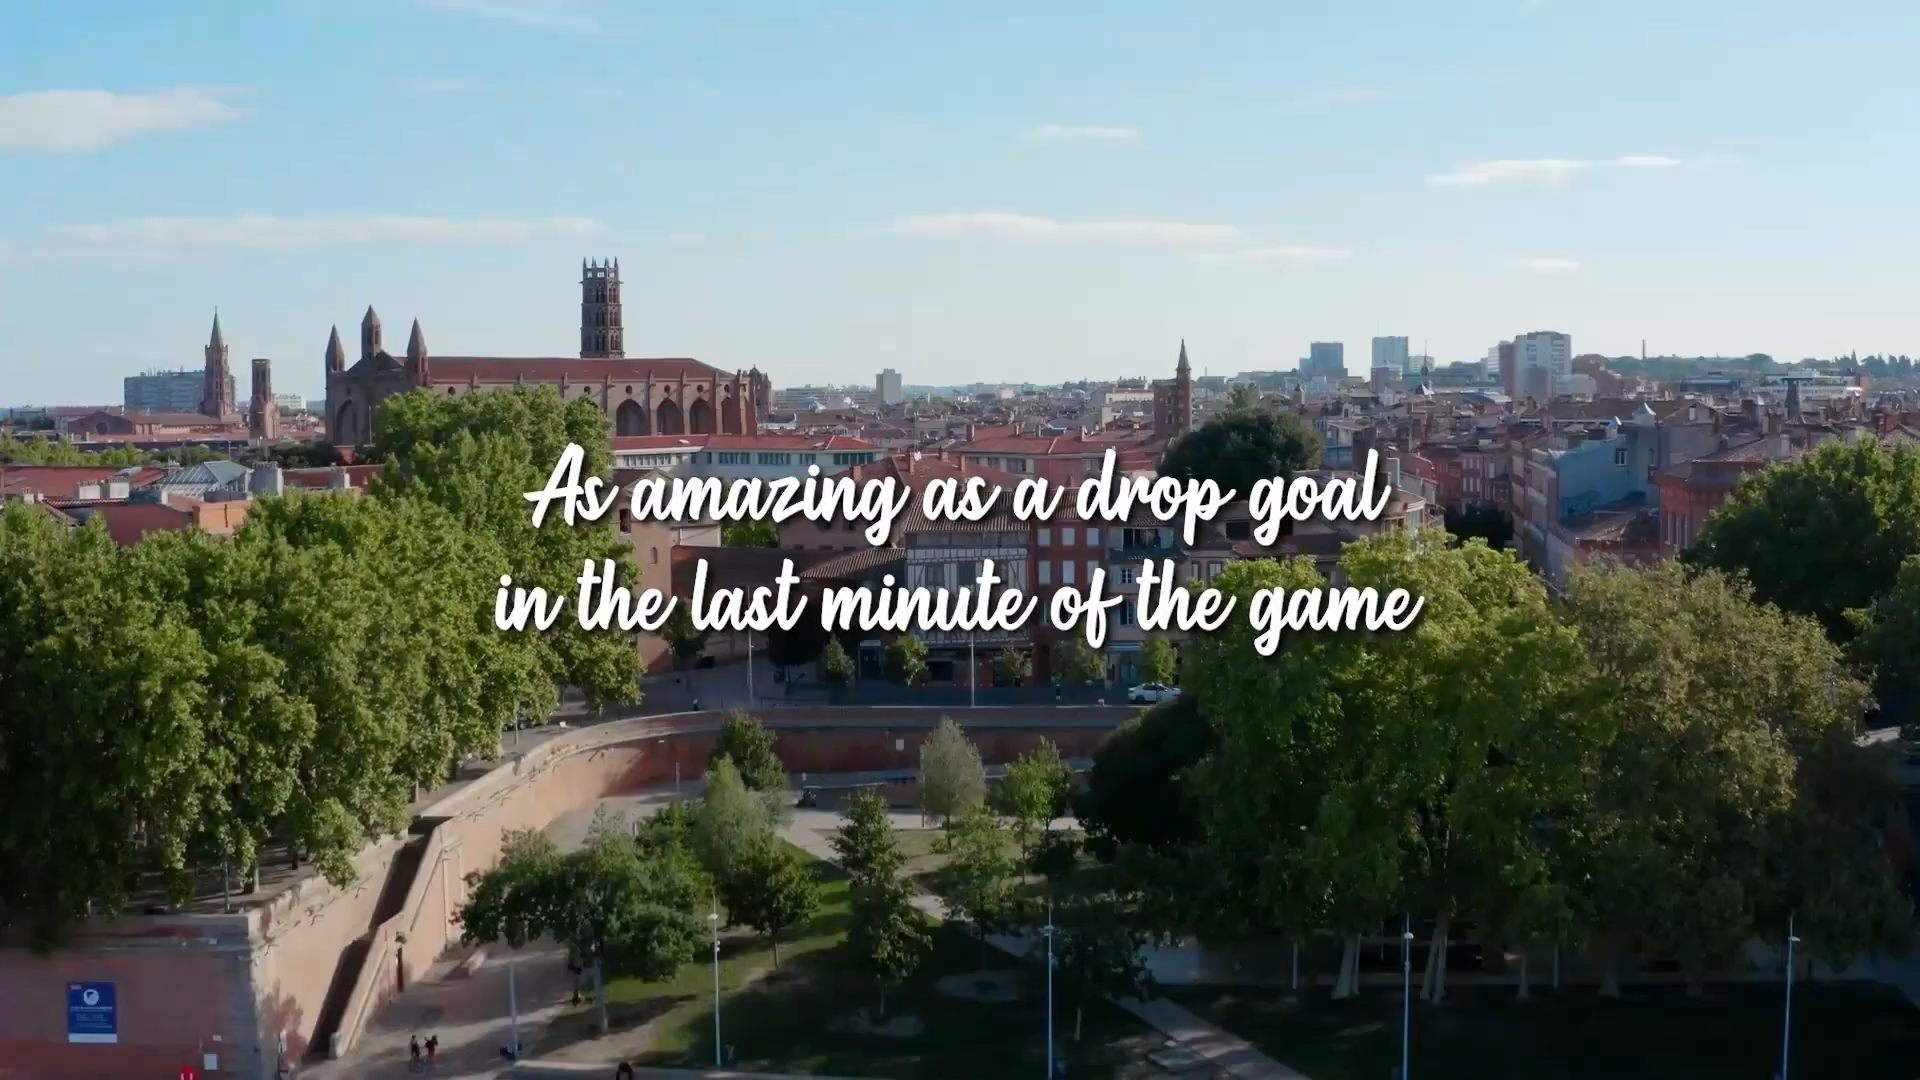 As amazing as a drop goal
in the last minute of the game